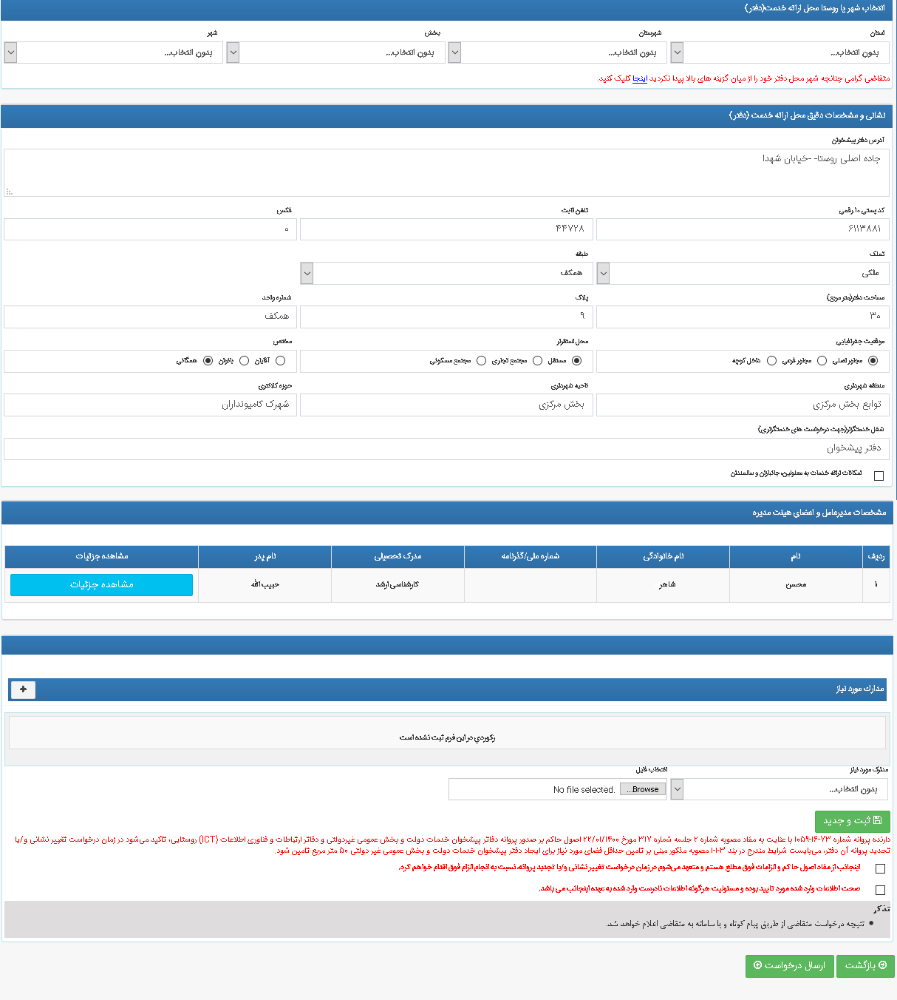 انتخاب شهر یا روستا محل ارائه خدمت(دفتر)
استان شهرستان بخش شهر
بدون انتخاب... بدون انتخاب... بدون انتخاب... بدون انتخاب...
متقاضی گرامی چنانچه شهر محل دفتر خود را از میان گزینه های بالا پیدا نکردید اینجا کلیک کنید.
نشانی و مشخصات دقیق محل ارائه خدمت (دفتر)
آدرس دفتر پیشخوان
جاده اصلی روستا- -خیابان شهدا
کد پستی ۱۰ رقمی تلفن ثابت فکس
۶۱۱۳۸۸۱ ۴۴۷۲۸ ۰
تملک طبقه
ملکی همکف
مساحت دفتر(متر مربع) پلاک شماره واحد
۳۰ ۹ همکف
موقعیت جغرافیایی محل استقرار مختص
مجاور اصلی مجاور فرعی داخل کوچه مستقل مجتمع تجاری مجتمع مسکونی آقایان بانوان همگانی
منطقه شهرداری ناحیه شهرداری حوزه کلانتری
توابع بخش مرکزی بخش مرکزی شهرک کامیونداران
شغل خدمتگزار(جهت درخواست های خدمتگزاری)
دفتر پیشخوان
امکانات ارائه خدمات به معلولین، جانبازان و سالمندان
مشخصات مدیرعامل و اعضای هیئت مدیره
ردیف نام نام خانوادگی شماره ملی/گذرنامه مدرک تحصیلی نام پدر مشاهده جزئیات
۱ محسن شاهر کارشناسی ارشد حبیب الله مشاهده جزئیات
مدارک مورد نیاز
رکوردي در این فرم ثبت نشده است
مدارک مورد نیاز انتخاب فایل
بدون انتخاب... Browse... No file selected.
ثبت و جدید
دارنده پروانه شماره ۷۳-۱۶-۱۰۵۹ با عنایت به مفاد مصوبه شماره ۲ جلسه شماره ۳۱۷ مورخ ۲۲/۰۱/۱۴۰۰ اصول حاکم بر صدور پروانه دفاتر پیشخوان خدمات دولت و بخش عمومی غیردولتی و دفاتر ارتباطات و فناوری اطلاعات (ICT) روستایی، تاکید می‌شود در زمان درخواست تغییر نشانی و/یا
تجدید پروانه آن دفتر، می‌بایست شرایط مندرج در بند ۳-۱-۱ مصوبه مذکور مبنی بر تامین حداقل فضای مورد نیاز برای ایجاد دفتر پیشخوان خدمات دولت و بخش عمومی غیر دولتی ۵۰ متر مربع تامین شود.
اینجانب از مفاد اصول حاکم و الزامات فوق مطلع هستم و متعهد می‌شوم در زمان درخواست تغییر نشانی و/یا تجدید پروانه، نسبت به انجام الزام فوق اقدام خواهم کرد.
صحت اطلاعات وارد شده مورد تایید بوده و مسئولیت هرگونه اطلاعات نادرست وارد شده به عهده اینجانب می باشد.
تذکر
نتیجه درخواست متقاضی از طریق پیام کوتاه و یا سامانه به متقاضی اعلام خواهد شد.
بازگشت ارسال درخواست